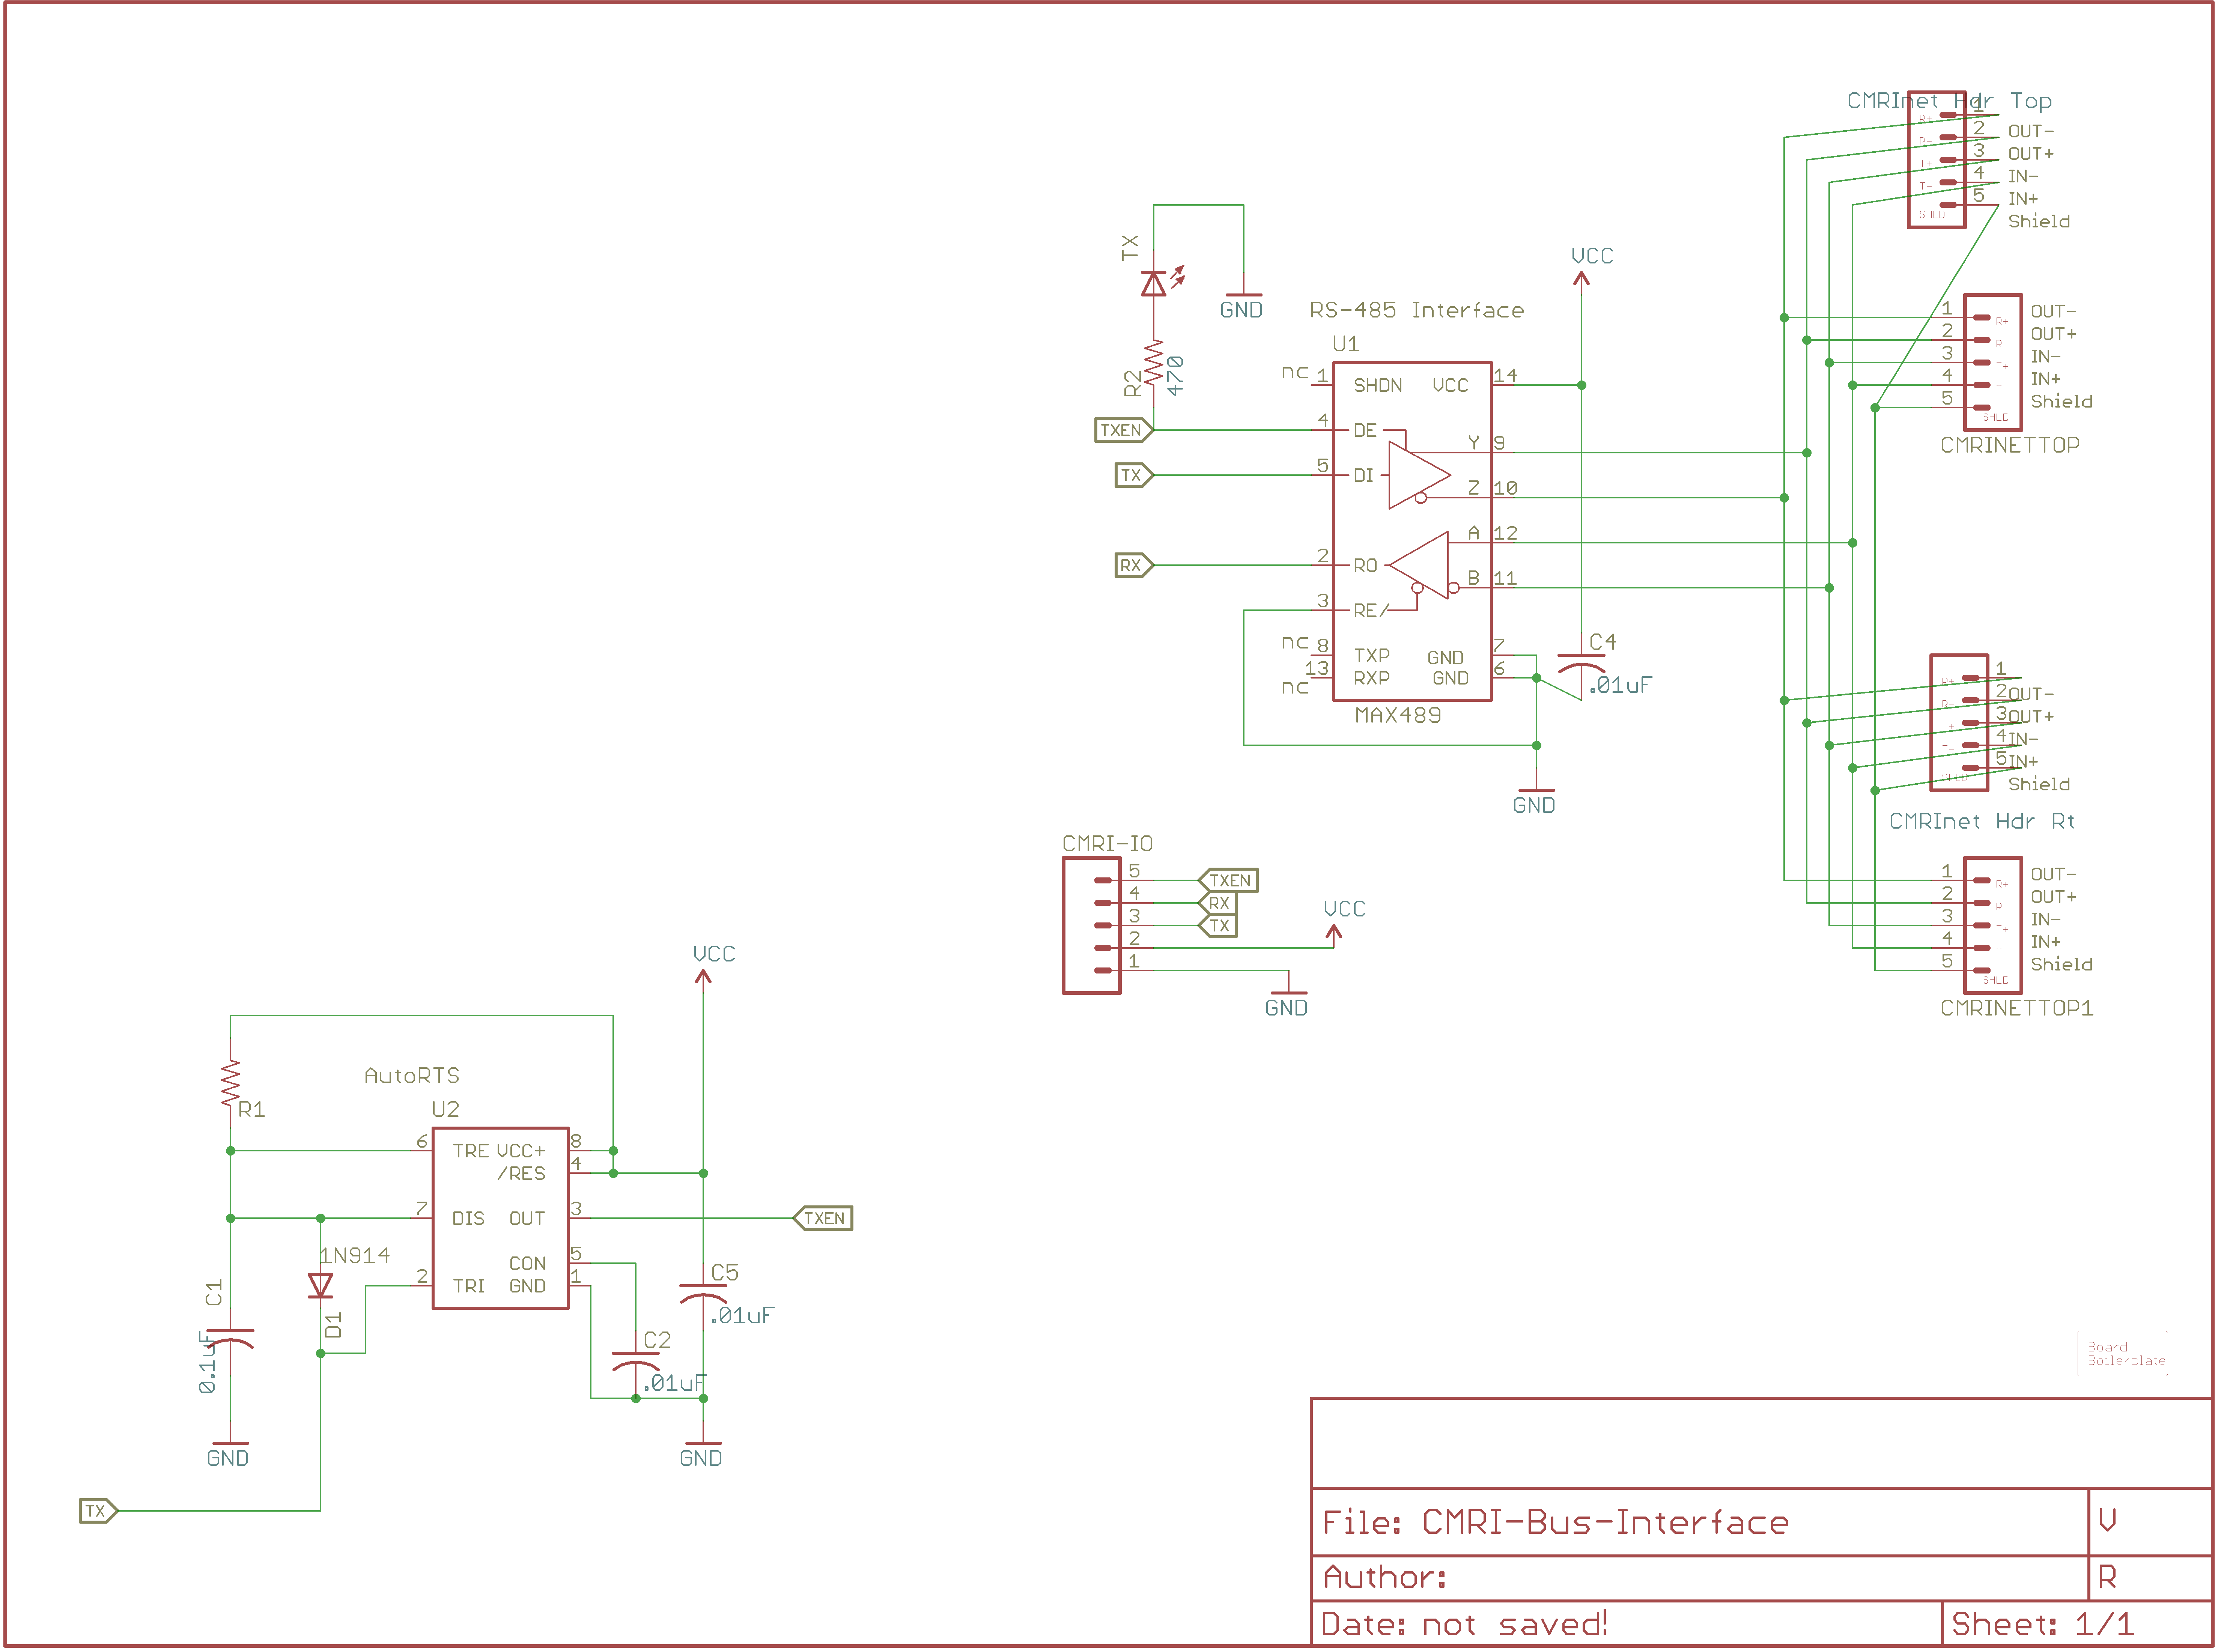 CMRInet Hdr Top
1
R+
2
OUT-
R-
3
OUT+
T+
4
IN-
T-
5
IN+
SHLD
Shield
TX
GND
470
R2
VCC
RS-485 Interface
U1
nc 1 SHDN VCC 14
TXEN 4 DE Y 9
TX 5 DI Z 10
A 12
RX 2 RO B 11
3 RE/
nc 8 TXP GND 7
13 RXP GND 6
nc
MAX489
C4
.01uF
GND
1 R+ OUT-
2 R- OUT+
3 T+ IN-
4 T- IN+
5 SHLD Shield
CMRINETTOP
1
R+
2 OUT-
R-
3 OUT+
T+
4 IN-
T-
5 IN+
SHLD
Shield
CMRInet Hdr Rt
CMRI-IO
5 TXEN
4 RX
3 TX
2
1
VCC
GND
1 R+ OUT-
2 R- OUT+
3 T+ IN-
4 T- IN+
5 SHLD Shield
CMRINETTOP1
VCC
AutoRTS
R1
U2
6 TRE VCC+ 8
/RES 4
7 DIS OUT 3 TXEN
CON 5
2 TRI GND 1
1N914
D1
C1
0.1uF
C5
.01uF
C2
.01uF
GND
GND
TX
Board
Boilerplate
File: CMRI-Bus-Interface V
Author: R
Date: not saved! Sheet: 1/1